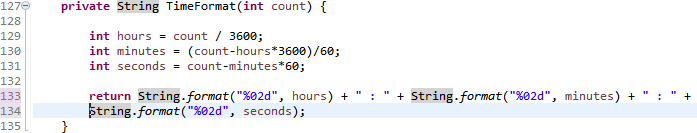 127 private String TimeFormat(int count) {
128
129 int hours = count / 3600;
130 int minutes = (count-hours*3600)/60;
131 int seconds = count-minutes*60;
132
133 return String.format("%02d", hours) + " : " + String.format("%02d", minutes) + " : " +
134 String.format("%02d", seconds);
135 }